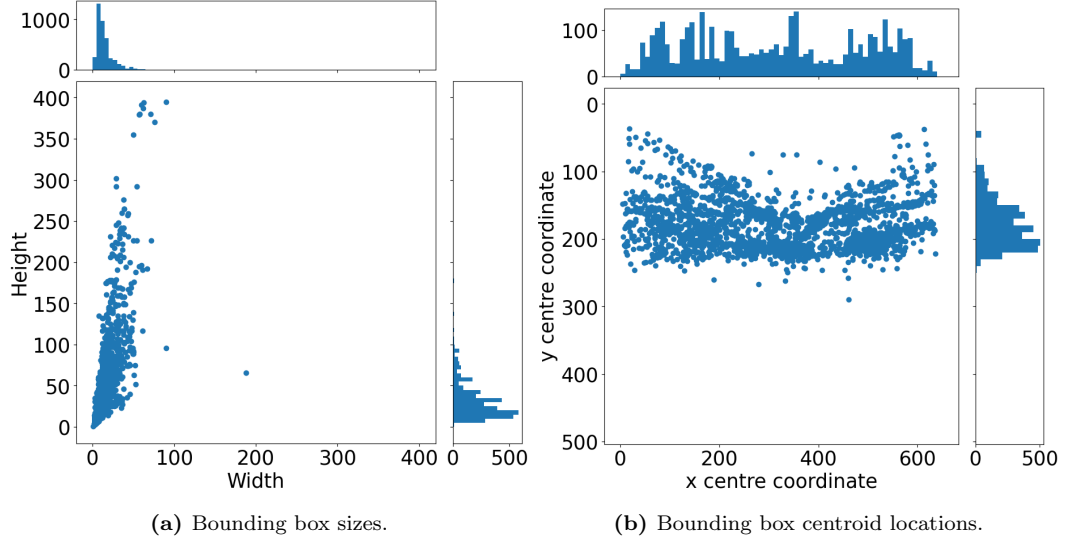 1000
0
400
350
300
250
200
150
100
50
0
Height
0 100 200 300 400
Width
0 500
(a) Bounding box sizes.
100
0
0
100
200
300
400
500
y centre coordinate
0 200 400 600
x centre coordinate
0 500
(b) Bounding box centroid locations.